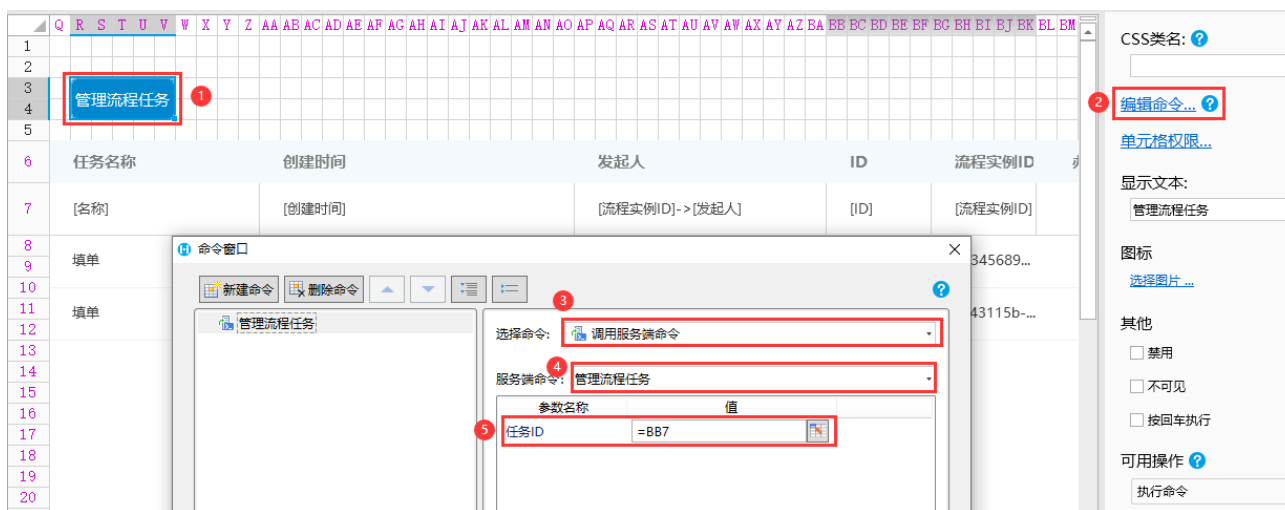 Q R S T U V W X Y Z AA AB AC AD AE AF AG AH AI AJ AK AL AM AN AO AP AQ AR AS AT AU AV AW AX AY AZ BA BB BC BD BE BF BG BH BI BJ BK BL BM
CSS类名: ?
1
2
3
管理流程任务 1
4
2 编辑命令... ?
5
单元格权限...
6 任务名称 创建时间 发起人 ID 流程实例ID
显示文本:
7 [名称] [创建时间] [流程实例ID]->[发起人] [ID] [流程实例ID]
管理流程任务
8
命令窗口
图标
9 填单 345689...
选择图片 ...
10
新建命令 删除命令 ?
11 填单 43115b-...
3
12
管理流程任务
选择命令: 调用服务端命令
其他
13
禁用
14
4
服务端命令: 管理流程任务
15
不可见
16
参数名称 值
按回车执行
17
5 任务ID =BB7
18
可用操作 ?
19
20
执行命令